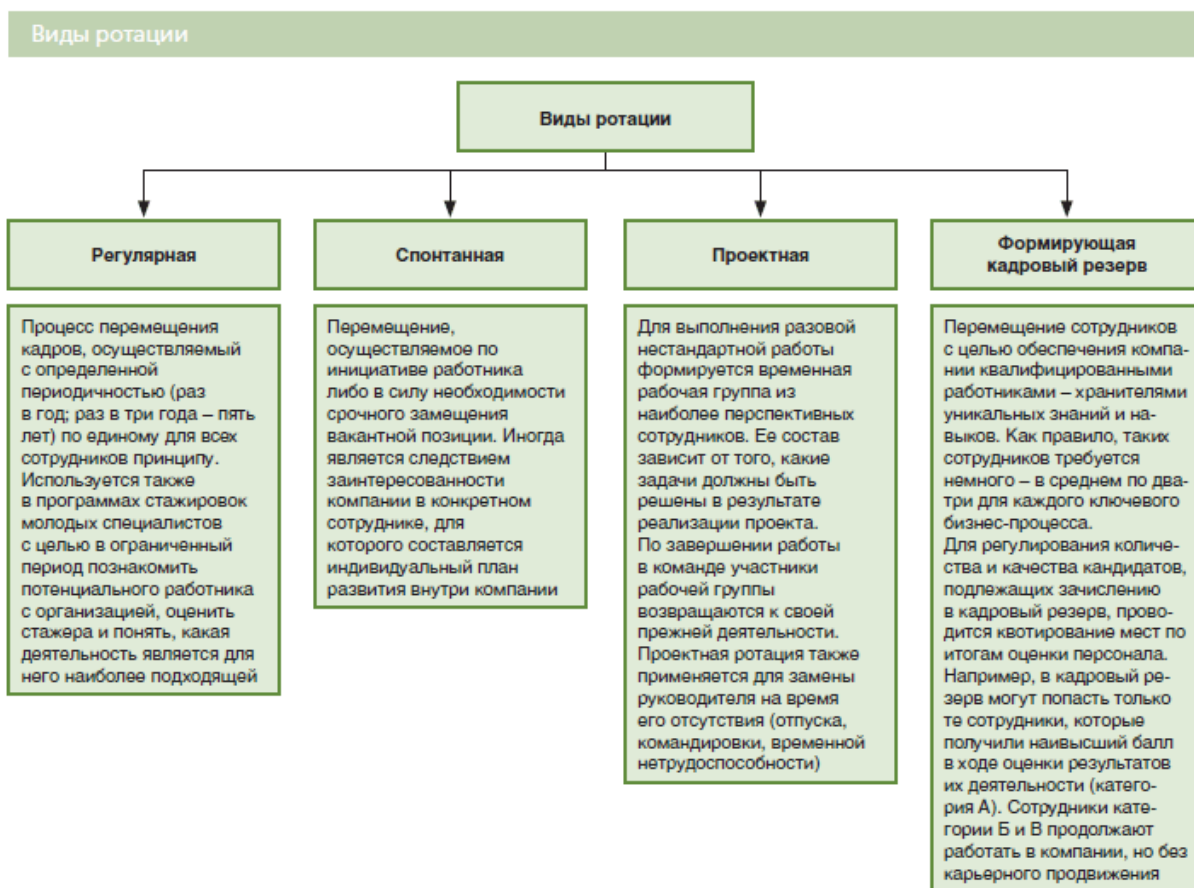 Виды ротации
Виды ротации
Регулярная
Процесс перемещения
кадров, осуществляемый
с определенной
периодичностью (раз
в год; раз в три года – пять
лет) по единому для всех
сотрудников принципу.
Используется также
в программах стажировок
молодых специалистов
с целью в ограниченный
период познакомить
потенциального работника
с организацией, оценить
стажера и понять, какая
деятельность является для
него наиболее подходящей
Спонтанная
Перемещение,
осуществляемое по
инициативе работника
либо в силу необходимости
срочного замещения
вакантной позиции. Иногда
является следствием
заинтересованности
компании в конкретном
сотруднике, для
которого составляется
индивидуальный план
развития внутри компании
Проектная
Для выполнения разовой
нестандартной работы
формируется временная
рабочая группа из
наиболее перспективных
сотрудников. Ее состав
зависит от того, какие
задачи должны быть
решены в результате
реализации проекта.
По завершении работы
в команде участники
рабочей группы
возвращаются к своей
прежней деятельности.
Проектная ротация также
применяется для замены
руководителя на время
его отсутствия (отпуска,
командировки, временной
нетрудоспособности)
Формирующая
кадровый резерв
Перемещение сотрудников
с целью обеспечения компа-
нии квалифицированными
работниками – хранителями
уникальных знаний и на-
выков. Как правило, таких
сотрудников требуется
немного – в среднем по два-
три для каждого ключевого
бизнес-процесса.
Для регулирования количе-
ства и качества кандидатов,
подлежащих зачислению
в кадровый резерв, прово-
дится квотирование мест по
итогам оценки персонала.
Например, в кадровый ре-
зерв могут попасть только
те сотрудники, которые
получили наивысший балл
в ходе оценки результатов
их деятельности (катего-
рия А). Сотрудники кате-
гории Б и В продолжают
работать в компании, но без
карьерного продвижения